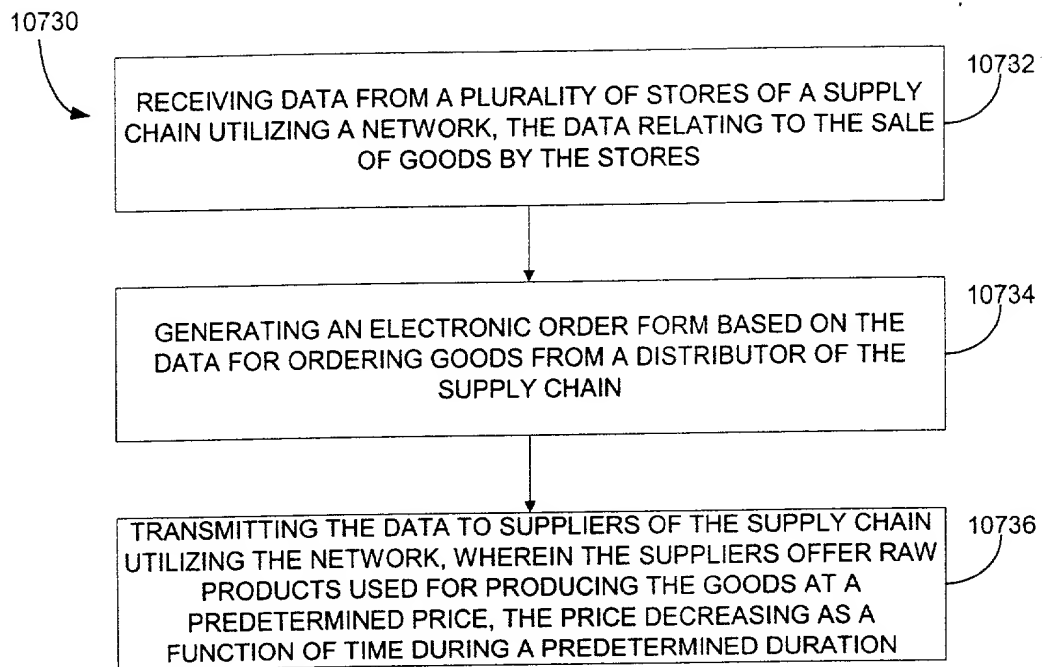 10730
10732
RECEIVING DATA FROM A PLURALITY OF STORES OF A SUPPLY
CHAIN UTILIZING A NETWORK, THE DATA RELATING TO THE SALE
OF GOODS BY THE STORES
10734
GENERATING AN ELECTRONIC ORDER FORM BASED ON THE
DATA FOR ORDERING GOODS FROM A DISTRIBUTOR OF THE
SUPPLY CHAIN
10736
TRANSMITTING THE DATA TO SUPPLIERS OF THE SUPPLY CHAIN
UTILIZING THE NETWORK, WHEREIN THE SUPPLIERS OFFER RAW
PRODUCTS USED FOR PRODUCING THE GOODS AT A
PREDETERMINED PRICE, THE PRICE DECREASING AS A
FUNCTION OF TIME DURING A PREDETERMINED DURATION